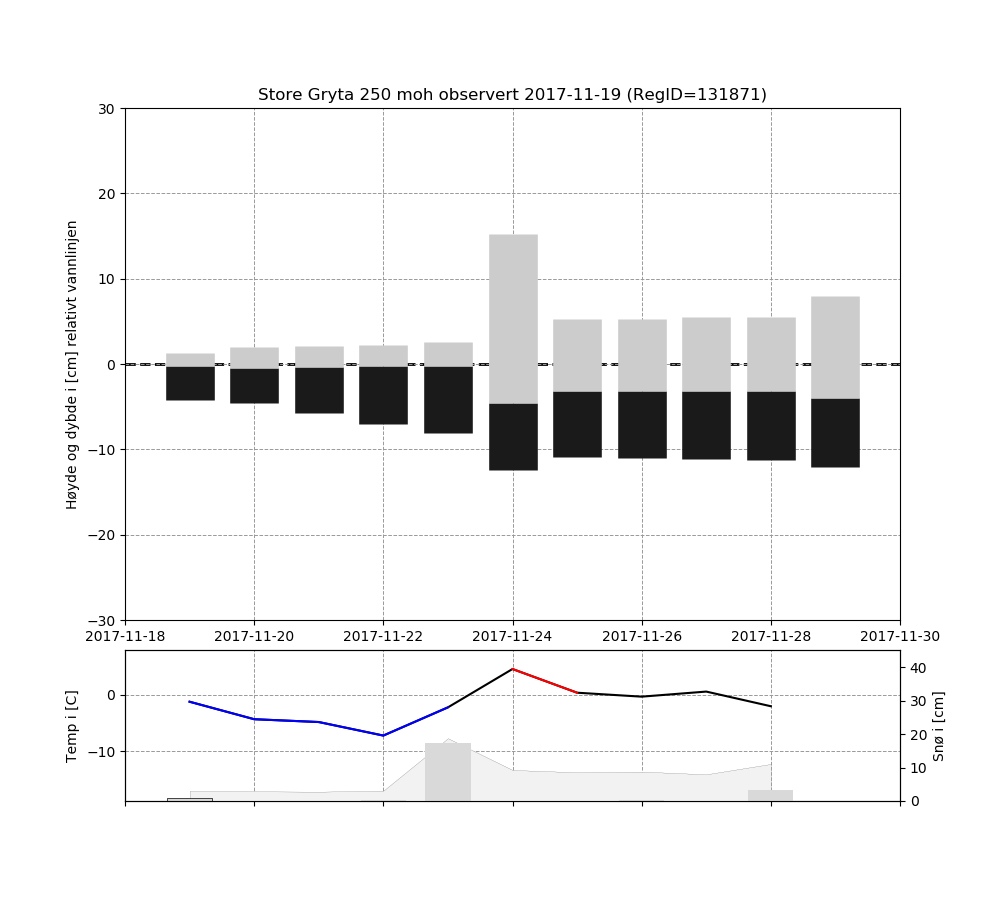 Store Gryta 250 moh observert 2017-11-19 (RegID=131871)
Høyde og dybde i [cm] relativt vannlinjen
30
20
10
0
−10
−20
−30
2017-11-18 2017-11-20 2017-11-22 2017-11-24 2017-11-26 2017-11-28 2017-11-30
Temp i [C]
0
−10
40
30
20
10
0
Snø i [cm]